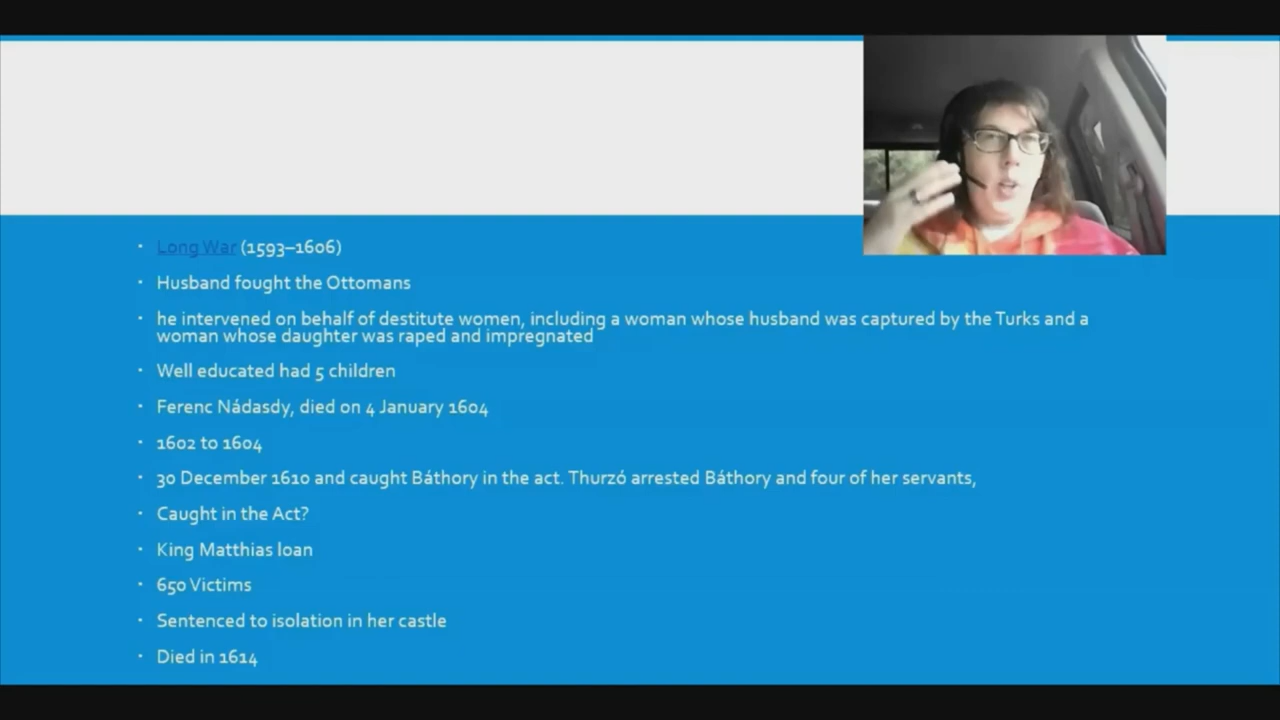 Long War (1593–1606)
Husband fought the Ottomans
he intervened on behalf of destitute women, including a woman whose husband was captured by the Turks and a
woman whose daughter was raped and impregnated
Well educated had 5 children
Ferenc Nádasdy, died on 4 January 1604
1602 to 1604
30 December 1610 and caught Báthory in the act. Thurzó arrested Báthory and four of her servants,
Caught in the Act?
King Matthias loan
650 Victims
Sentenced to isolation in her castle
Died in 1614